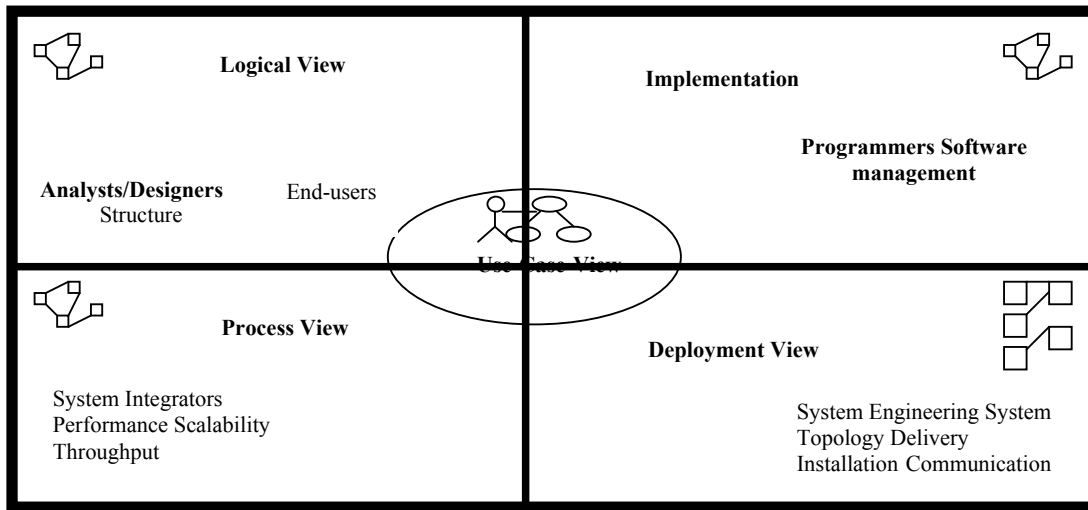 Logical View
Implementation
Programmers Software
management
Analysts/Designers
End-users
Structure
Use Case View
Process View
Deployment View
System Integrators
Performance Scalability
Throughput
System Engineering System
Topology Delivery
Installation Communication